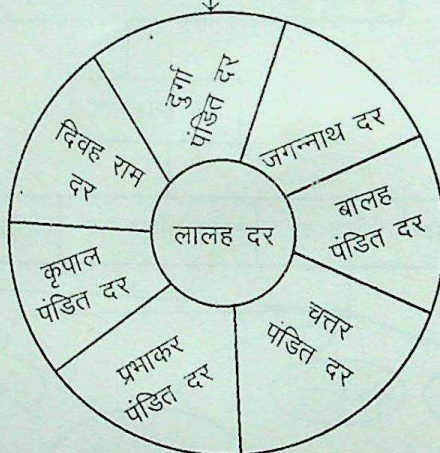 दुर्गा
पंडित दर
जगन्नाथ दर
बालह
पंडित दर
चत्तर
पंडित दर
प्रभाकर
पंडित दर
कृपाल
पंडित दर
दिवह राम
दर
लालह दर